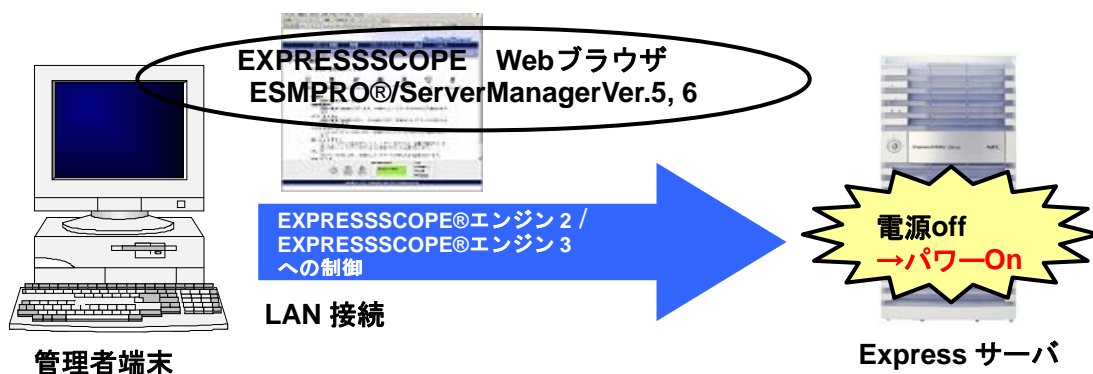 EXPRESSSCOPE Webブラウザ
ESMPRO®/ServerManagerVer.5, 6
EXPRESSSCOPE®エンジン 2 /
EXPRESSSCOPE®エンジン 3
への制御
LAN 接続
管理者端末
電源off
→パワーOn
Express サーバ